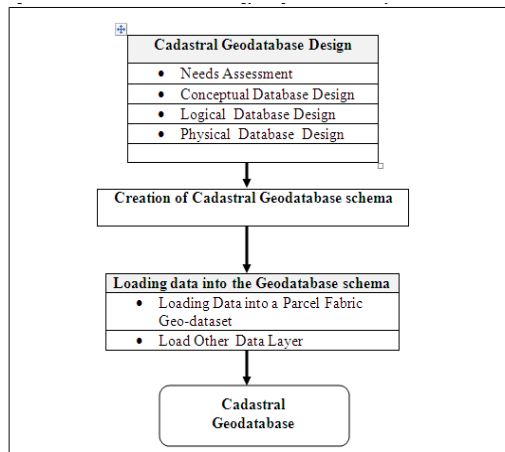 Cadastral Geodatabase Design
• Needs Assessment
• Conceptual Database Design
• Logical Database Design
• Physical Database Design
Creation of Cadastral Geodatabase schema
Loading data into the Geodatabase schema
• Loading Data into a Parcel Fabric
Geo-dataset
• Load Other Data Layer
Cadastral
Geodatabase